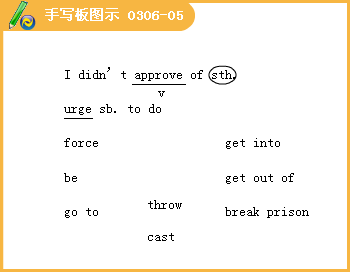 手写板图示 0306-05
I didn't approve of sth.
v
urge sb. to do
force get into
be get out of
go to throw break prison
cast